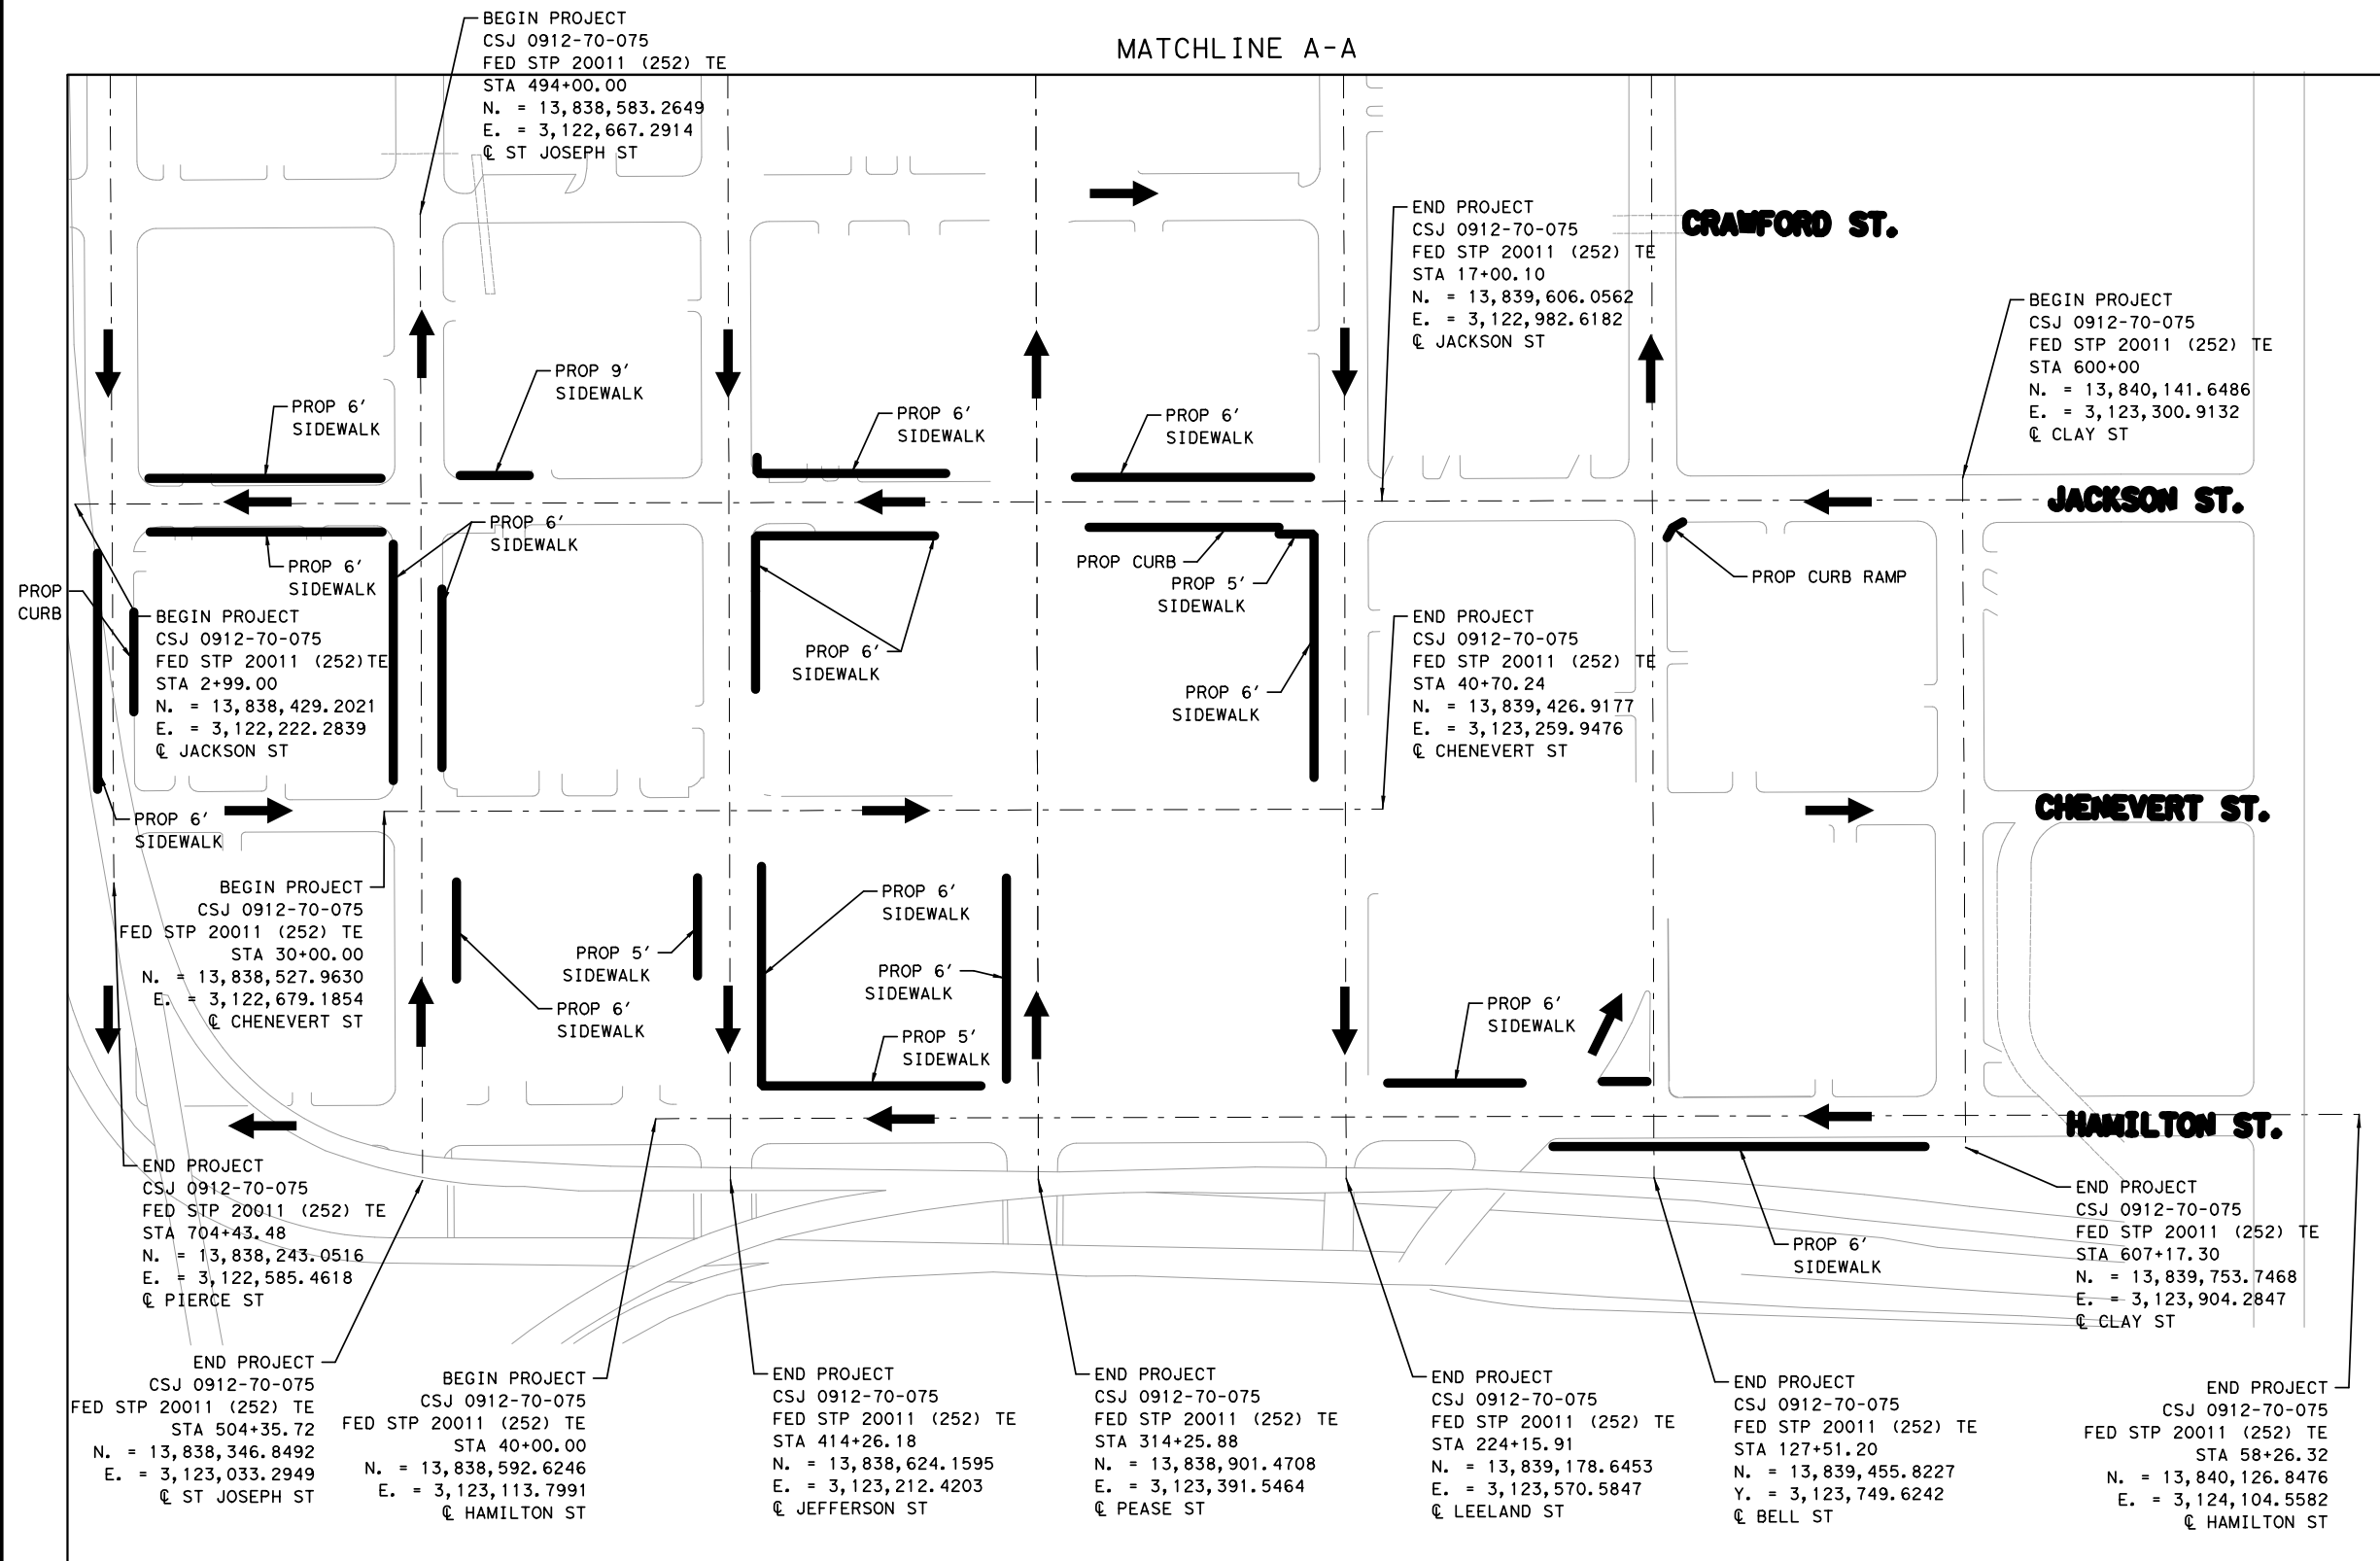 MATCHLINE A-A
BEGIN PROJECT
CSJ 0912-70-075
FED STP 20011 (252) TE
STA 494+00.00
N. = 13,838,583.2649
E. = 3,122,667.2914
℄ ST JOSEPH ST
END PROJECT
CSJ 0912-70-075
FED STP 20011 (252) TE
STA 17+00.10
N. = 13,839,606.0562
E. = 3,122,982.6182
℄ JACKSON ST
CRAWFORD ST.
BEGIN PROJECT
CSJ 0912-70-075
FED STP 20011 (252) TE
STA 600+00
N. = 13,840,141.6486
E. = 3,123,300.9132
℄ CLAY ST
PROP 6'
SIDEWALK
PROP 9'
SIDEWALK
PROP 6'
SIDEWALK
PROP 6'
SIDEWALK
JACKSON ST.
PROP 6'
SIDEWALK
PROP 6'
SIDEWALK
PROP CURB
PROP 5'
SIDEWALK
PROP CURB RAMP
PROP
CURB
BEGIN PROJECT
CSJ 0912-70-075
FED STP 20011 (252)TE
STA 2+99.00
N. = 13,838,429.2021
E. = 3,122,222.2839
℄ JACKSON ST
PROP 6'
SIDEWALK
PROP 6'
SIDEWALK
END PROJECT
CSJ 0912-70-075
FED STP 20011 (252) TE
STA 40+70.24
N. = 13,839,426.9177
E. = 3,123,259.9476
℄ CHENEVERT ST
CHENEVERT ST.
PROP 6'
SIDEWALK
BEGIN PROJECT
CSJ 0912-70-075
FED STP 20011 (252) TE
STA 30+00.00
N. = 13,838,527.9630
E. = 3,122,679.1854
℄ CHENEVERT ST
PROP 5'
SIDEWALK
PROP 6'
SIDEWALK
PROP 6'
SIDEWALK
PROP 6'
SIDEWALK
PROP 5'
SIDEWALK
PROP 6'
SIDEWALK
HAMILTON ST.
END PROJECT
CSJ 0912-70-075
FED STP 20011 (252) TE
STA 704+43.48
N. = 13,838,243.0516
E. = 3,122,585.4618
℄ PIERCE ST
PROP 6'
SIDEWALK
END PROJECT
CSJ 0912-70-075
FED STP 20011 (252) TE
STA 607+17.30
N. = 13,839,753.7468
E. = 3,123,904.2847
℄ CLAY ST
END PROJECT
CSJ 0912-70-075
FED STP 20011 (252) TE
STA 504+35.72
N. = 13,838,346.8492
E. = 3,123,033.2949
℄ ST JOSEPH ST
BEGIN PROJECT
CSJ 0912-70-075
FED STP 20011 (252) TE
STA 40+00.00
N. = 13,838,592.6246
E. = 3,123,113.7991
℄ HAMILTON ST
END PROJECT
CSJ 0912-70-075
FED STP 20011 (252) TE
STA 414+26.18
N. = 13,838,624.1595
E. = 3,123,212.4203
℄ JEFFERSON ST
END PROJECT
CSJ 0912-70-075
FED STP 20011 (252) TE
STA 314+25.88
N. = 13,838,901.4708
E. = 3,123,391.5464
℄ PEASE ST
END PROJECT
CSJ 0912-70-075
FED STP 20011 (252) TE
STA 224+15.91
N. = 13,839,178.6453
E. = 3,123,570.5847
℄ LEELAND ST
END PROJECT
CSJ 0912-70-075
FED STP 20011 (252) TE
STA 127+51.20
N. = 13,839,455.8227
Y. = 3,123,749.6242
℄ BELL ST
END PROJECT
CSJ 0912-70-075
FED STP 20011 (252) TE
STA 58+26.32
N. = 13,840,126.8476
E. = 3,124,104.5582
℄ HAMILTON ST